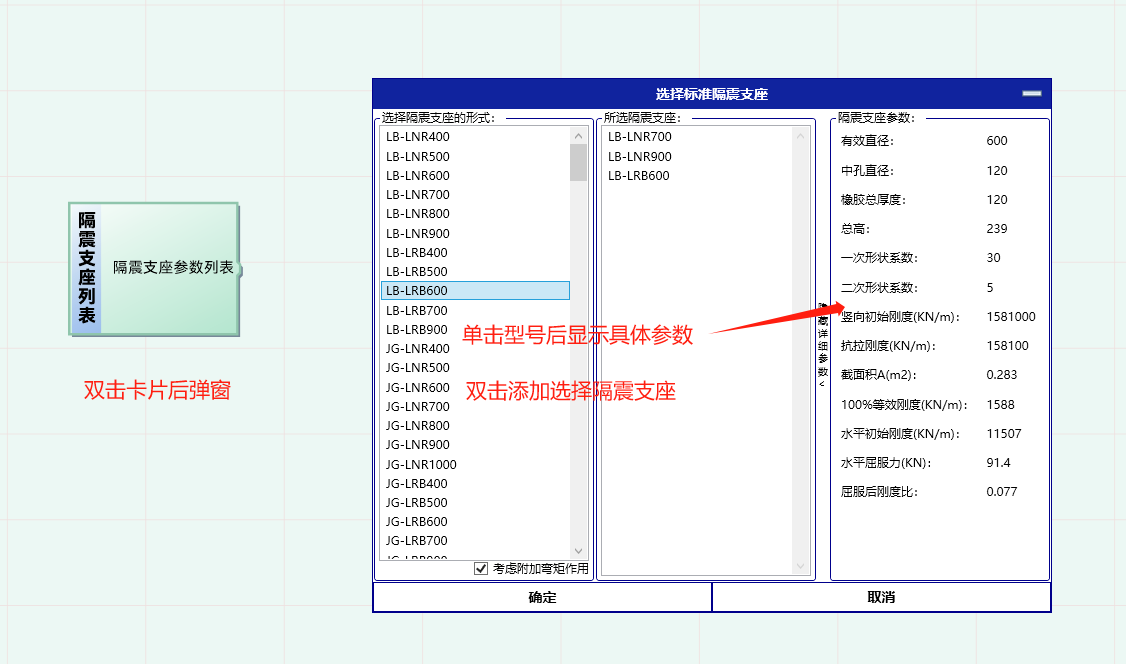 隔震支座列表
隔震支座参数列表
双击卡片后弹窗
选择标准隔震支座
选择隔震支座的形式：
LB-LNR400
LB-LNR500
LB-LNR600
LB-LNR700
LB-LNR800
LB-LNR900
LB-LRB400
LB-LRB500
LB-LRB600
LB-LRB700
LB-LRB900
JG-LNR400
JG-LNR500
JG-LNR600
JG-LNR700
JG-LNR800
JG-LNR900
JG-LNR1000
JG-LRB400
JG-LRB500
JG-LRB600
JG-LRB700
考虑附加弯矩作用
所选隔震支座：
LB-LNR700
LB-LNR900
LB-LRB600
单击型号后显示具体参数
双击添加选择隔震支座
隐藏详细参数<
隔震支座参数：
有效直径： 600
中孔直径： 120
橡胶总厚度： 120
总高： 239
一次形状系数： 30
二次形状系数： 5
竖向初始刚度(KN/m)： 1581000
抗拉刚度(KN/m)： 158100
截面积A(m2)： 0.283
100%等效刚度(KN/m)： 1588
水平初始刚度(KN/m)： 11507
水平屈服力(KN)： 91.4
屈服后刚度比： 0.077
确定
取消